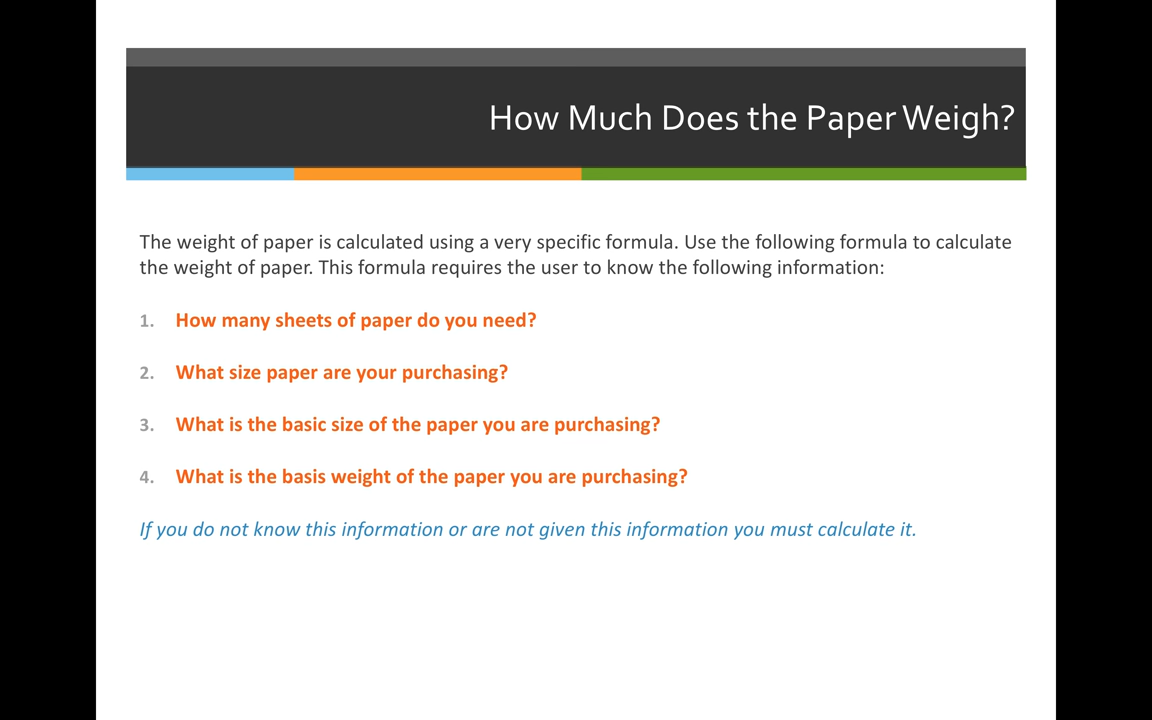 How Much Does the Paper Weigh?
The weight of paper is calculated using a very specific formula. Use the following formula to calculate
the weight of paper. This formula requires the user to know the following information:
1. How many sheets of paper do you need?
2. What size paper are your purchasing?
3. What is the basic size of the paper you are purchasing?
4. What is the basis weight of the paper you are purchasing?
If you do not know this information or are not given this information you must calculate it.